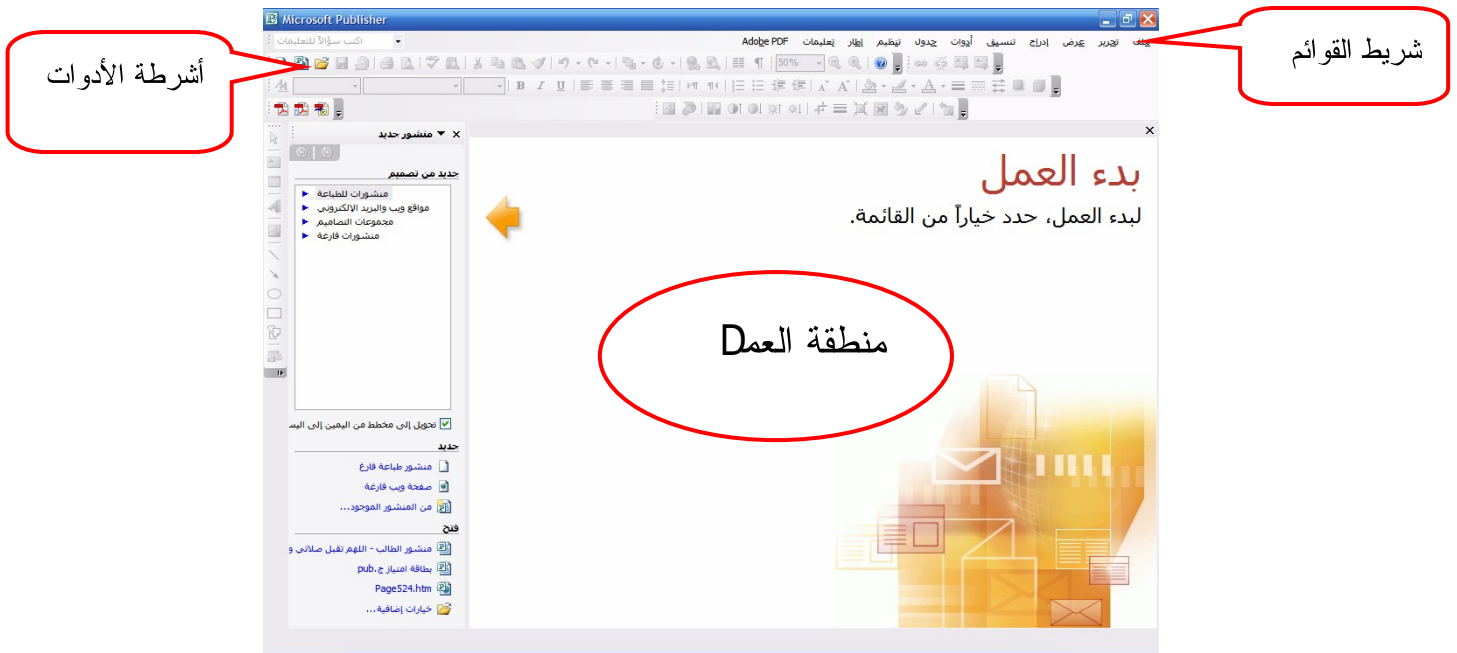 Microsoft Publisher
شريط القوائم
أشرطة الأدوات
ملف تحرير عرض إدراج تنسيق أدوات جدول تنظيم إطار تعليمات Adobe PDF
اكتب سؤالاً للتعليمات
50%
منشور جديد
جديد من تصميم
منشورات للطباعة
مواقع ويب والبريد الإلكتروني
مجموعات التصاميم
منشورات فارغة
بدء العمل
لبدء العمل، حدد خياراً من القائمة.
منطقة العمD
تحويل إلى مخطط من اليمين إلى اليس
جديد
منشور طباعة فارغ
صفحة ويب فارغة
من المنشور الموجود...
فتح
منشور الطالب - اللهم تقبل صلاتي و
بطاقة امتياز ج.pub
Page524.htm
خيارات إضافية...